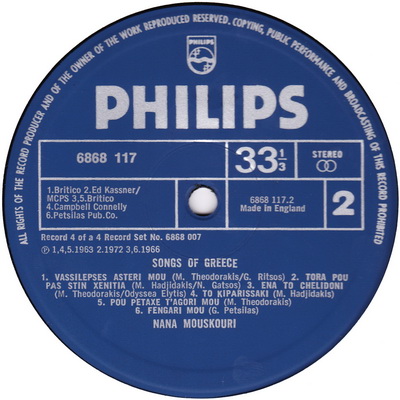 ALL RIGHTS OF THE RECORD PRODUCER AND OF THE OWNER OF THE WORK REPRODUCED RESERVED. COPYING, PUBLIC PERFORMANCE AND BROADCASTING OF THIS RECORD PROHIBITED
PHILIPS
PHILIPS
6868 117
33 1/3
STEREO
1.Britico 2.Ed Kassner/
MCPS 3,5.Britico
4.Campbell Connelly
6.Petsilas Pub.Co.
6868 117.2
Made in England
2
Record 4 of a 4 Record Set No. 6868 007
℗ 1,4,5.1963 2.1972 3,6.1966
SONGS OF GREECE
1. VASSILEPSES ASTERI MOU (M. Theodorakis/G. Ritsos) 2. TORA POU
PAS STIN XENITIA (M. Hadjidakis/N. Gatsos) 3. ENA TO CHELIDONI
(M. Theodorakis/Odyssea Elytis) 4. TO KIPARISSAKI (M. Hadjidakis)
5. POU PETAXE T'AGORI MOU (M. Theodorakis)
6. FENGARI MOU (G. Petsilas)
NANA MOUSKOURI